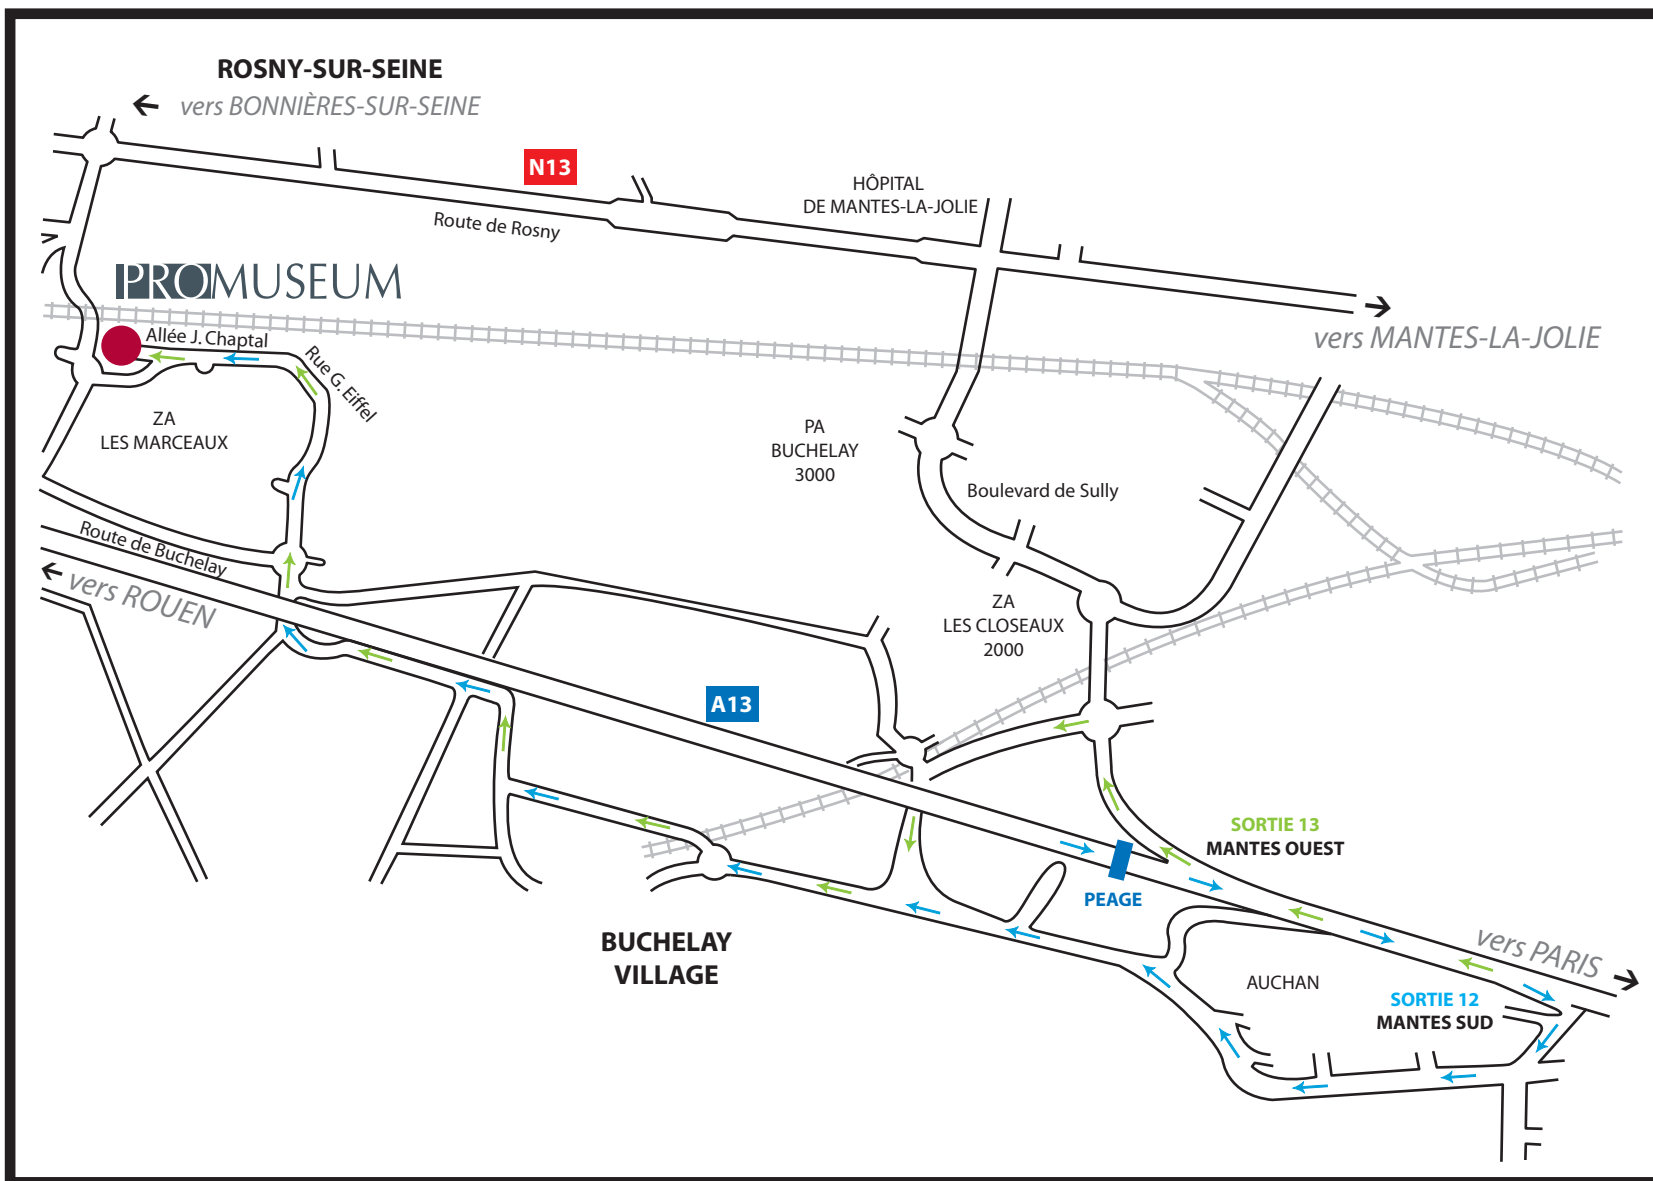 ROSNY-SUR-SEINE
vers BONNIÈRES-SUR-SEINE
N13
Route de Rosny
HÔPITAL
DE MANTES-LA-JOLIE
PROMUSEUM
vers MANTES-LA-JOLIE
Allée J. Chaptal
Rue G. Eiffel
ZA
LES MARCEAUX
PA
BUCHELAY
3000
Boulevard de Sully
Route de Buchelay
vers ROUEN
ZA
LES CLOSEAUX
2000
A13
SORTIE 13
MANTES OUEST
PEAGE
BUCHELAY
VILLAGE
vers PARIS
AUCHAN
SORTIE 12
MANTES SUD